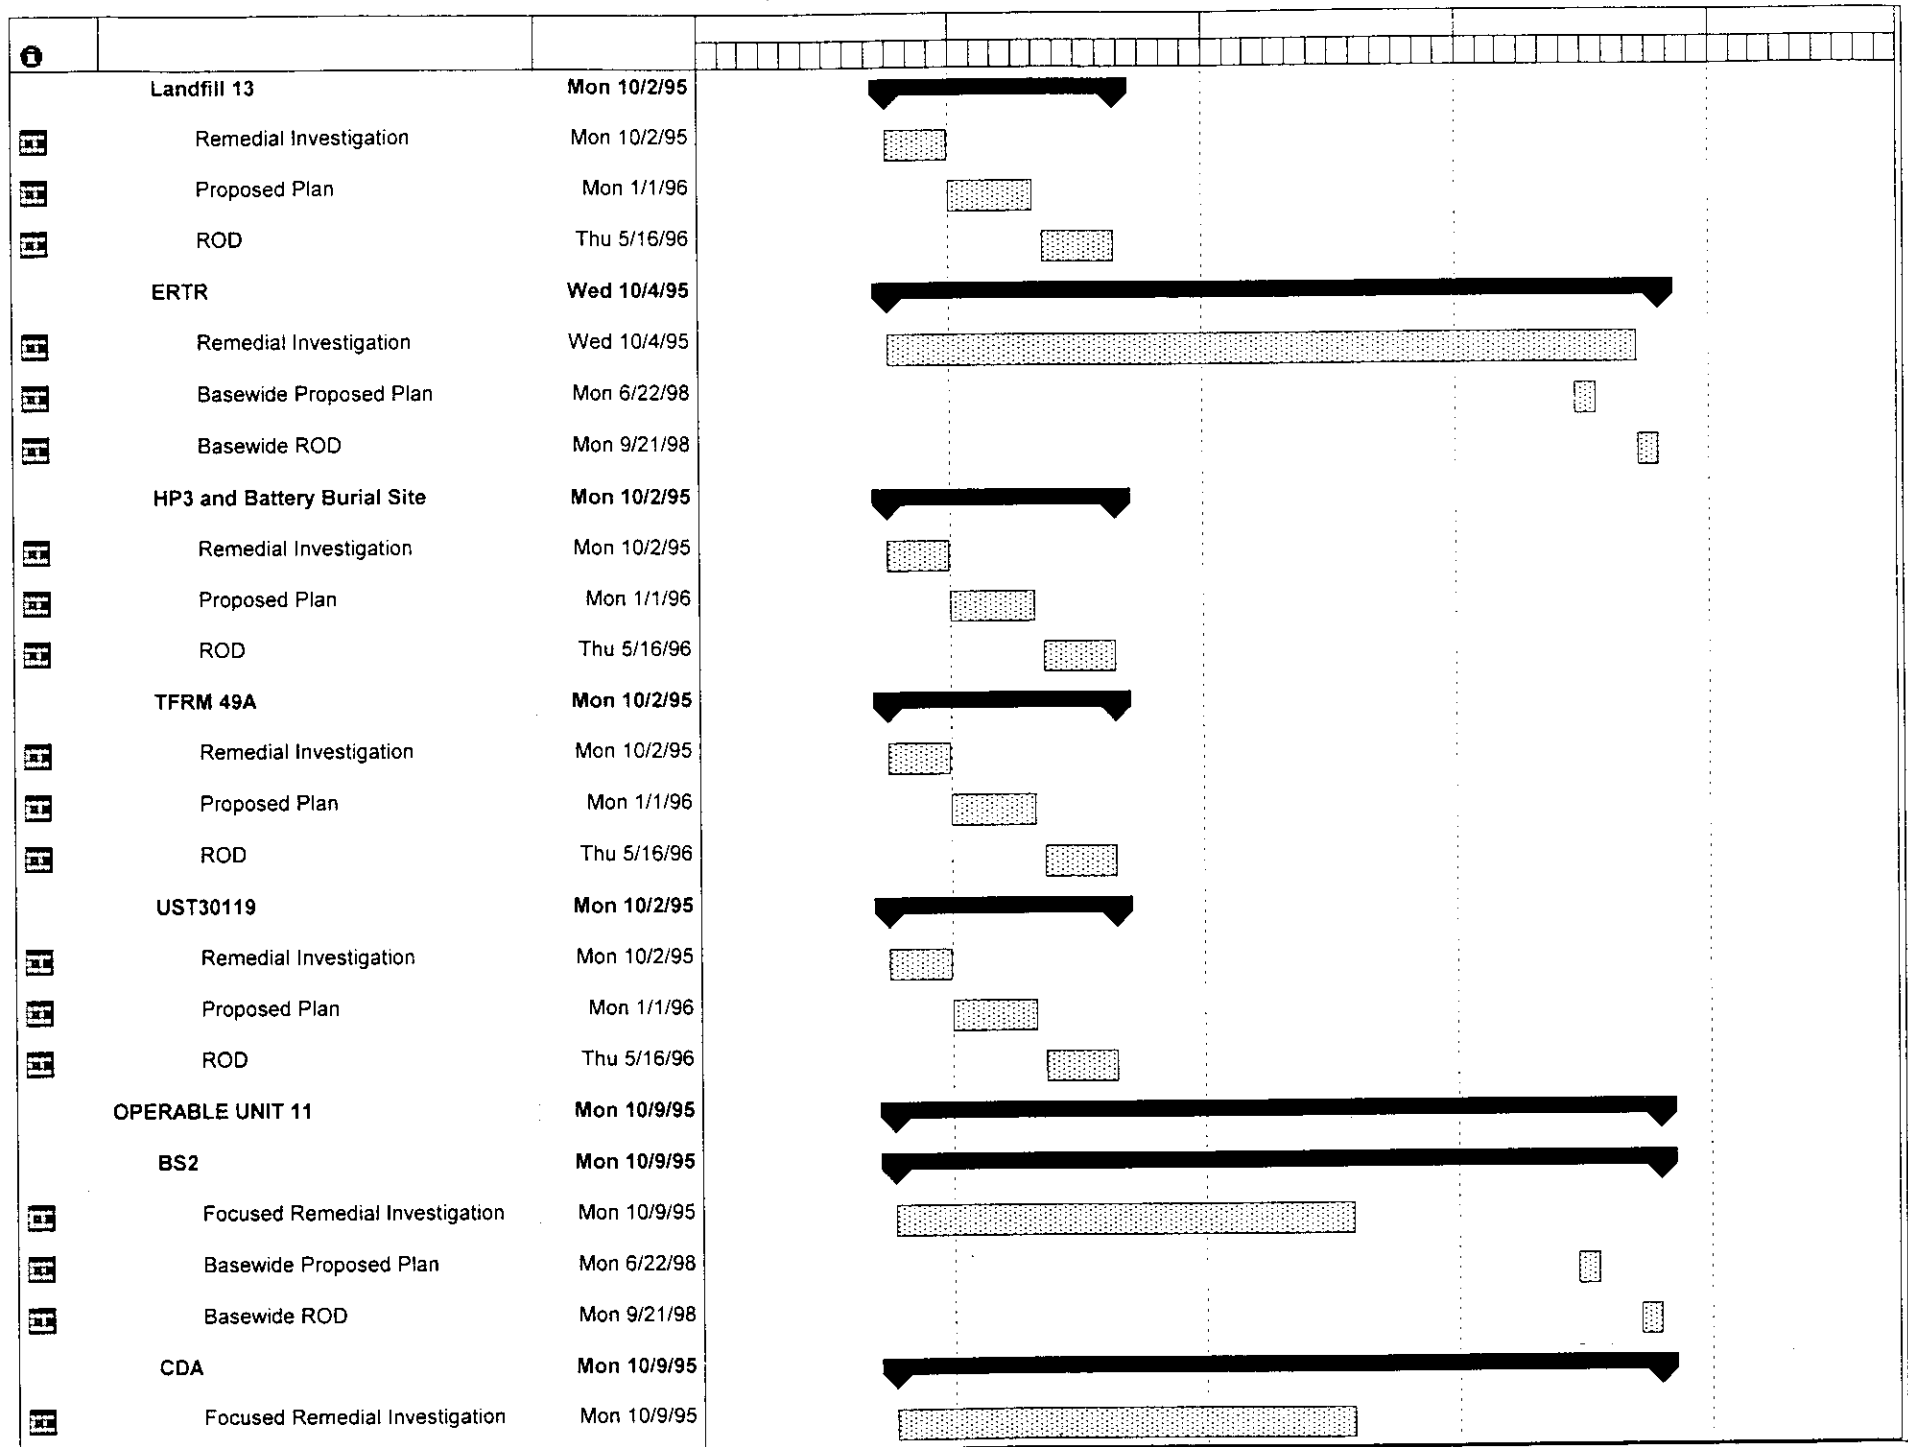 Landfill 13 Mon 10/2/95
Remedial Investigation Mon 10/2/95
Proposed Plan Mon 1/1/96
ROD Thu 5/16/96
ERTR Wed 10/4/95
Remedial Investigation Wed 10/4/95
Basewide Proposed Plan Mon 6/22/98
Basewide ROD Mon 9/21/98
HP3 and Battery Burial Site Mon 10/2/95
Remedial Investigation Mon 10/2/95
Proposed Plan Mon 1/1/96
ROD Thu 5/16/96
TFRM 49A Mon 10/2/95
Remedial Investigation Mon 10/2/95
Proposed Plan Mon 1/1/96
ROD Thu 5/16/96
UST30119 Mon 10/2/95
Remedial Investigation Mon 10/2/95
Proposed Plan Mon 1/1/96
ROD Thu 5/16/96
OPERABLE UNIT 11 Mon 10/9/95
BS2 Mon 10/9/95
Focused Remedial Investigation Mon 10/9/95
Basewide Proposed Plan Mon 6/22/98
Basewide ROD Mon 9/21/98
CDA Mon 10/9/95
Focused Remedial Investigation Mon 10/9/95